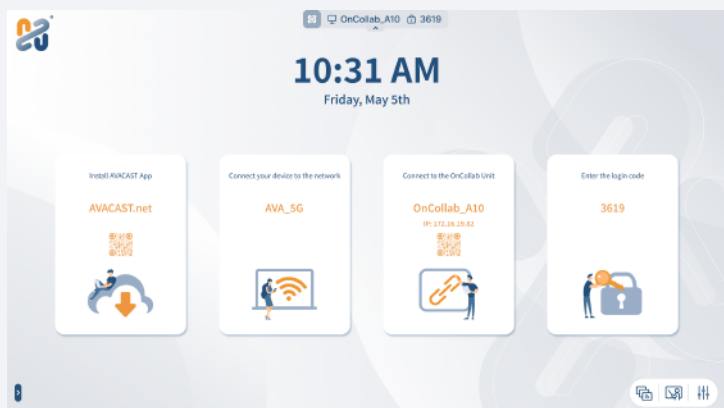 OnCollab_A10 3619
10:31 AM
Friday, May 5th
Install AVACAST App
AVACAST.net
Connect your device to the network
AVA_5G
Connect to the OnCollab Unit
OnCollab_A10
IP: 172.16.19.82
Enter the login code
3619